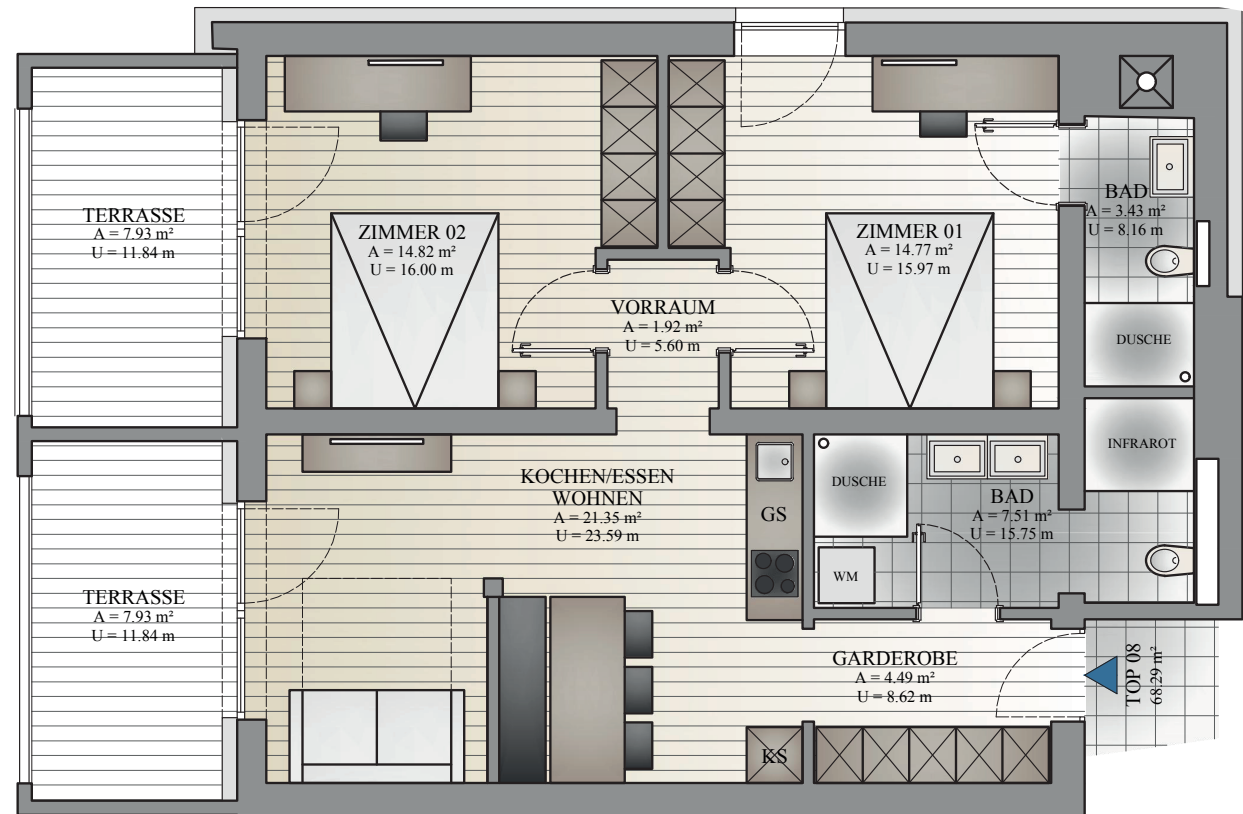 TERRASSE
A = 7.93 m²
U = 11.84 m
ZIMMER 02
A = 14.82 m²
U = 16.00 m
ZIMMER 01
A = 14.77 m²
U = 15.97 m
BAD
A = 3.43 m²
U = 8.16 m
VORRAUM
A = 1.92 m²
U = 5.60 m
DUSCHE
INFRAROT
KOCHEN/ESSEN
WOHNEN
A = 21.35 m²
U = 23.59 m
GS
DUSCHE
BAD
A = 7.51 m²
U = 15.75 m
WM
TERRASSE
A = 7.93 m²
U = 11.84 m
GARDEROBE
A = 4.49 m²
U = 8.62 m
TOP 08
68.29 m²
KS